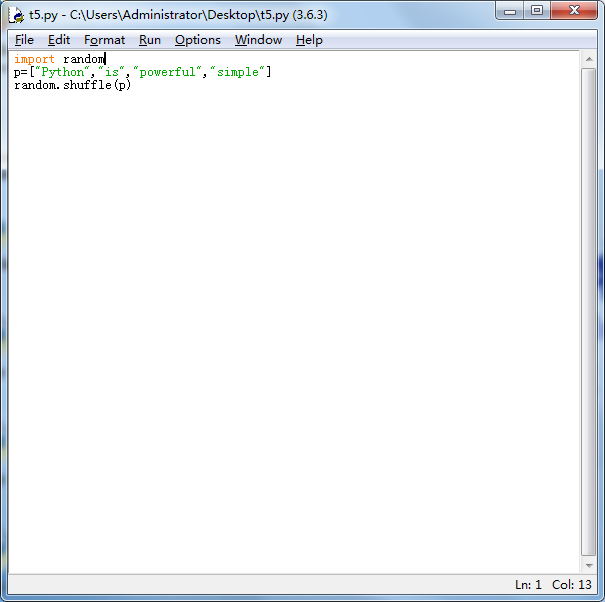 t5.py - C:\Users\Administrator\Desktop\t5.py (3.6.3)
File Edit Format Run Options Window Help
import random
p=["Python","is","powerful","simple"]
random.shuffle(p)
Ln: 1 Col: 13